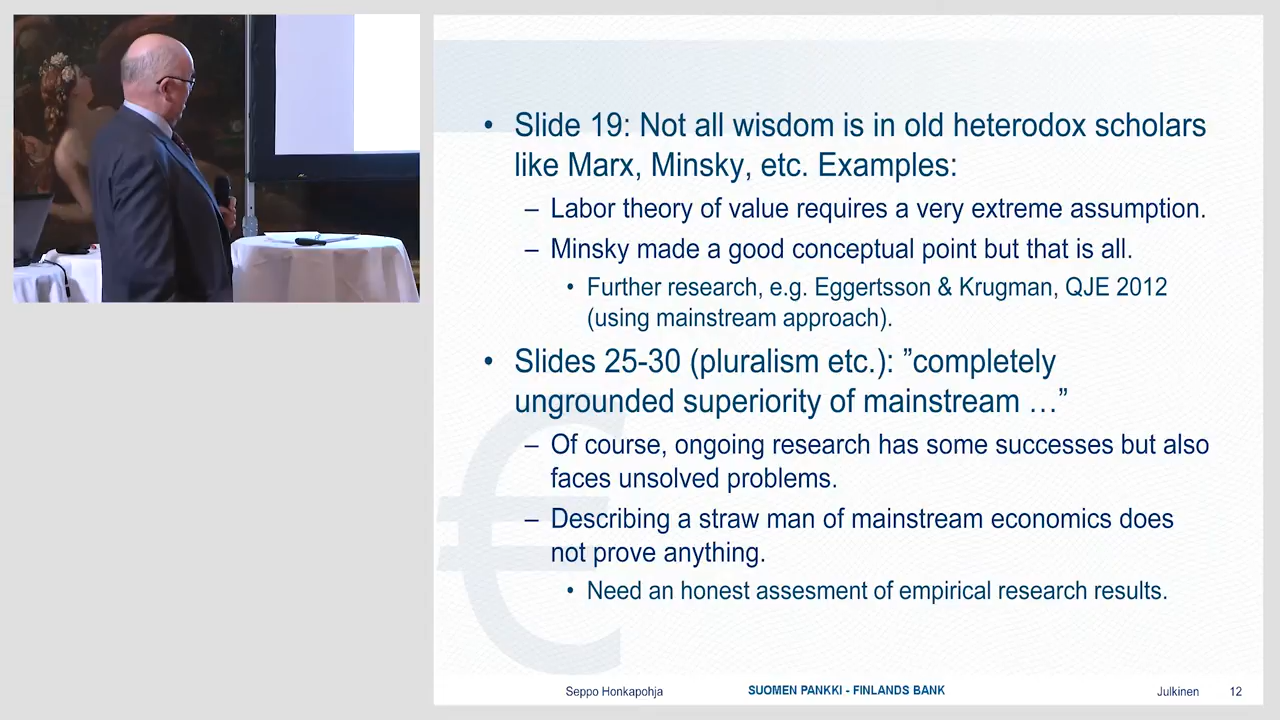 • Slide 19: Not all wisdom is in old heterodox scholars
like Marx, Minsky, etc. Examples:
– Labor theory of value requires a very extreme assumption.
– Minsky made a good conceptual point but that is all.
• Further research, e.g. Eggertsson & Krugman, QJE 2012
(using mainstream approach).
• Slides 25-30 (pluralism etc.): ”completely
ungrounded superiority of mainstream …”
– Of course, ongoing research has some successes but also
faces unsolved problems.
– Describing a straw man of mainstream economics does
not prove anything.
• Need an honest assesment of empirical research results.
€
Seppo Honkapohja SUOMEN PANKKI - FINLANDS BANK Julkinen 12